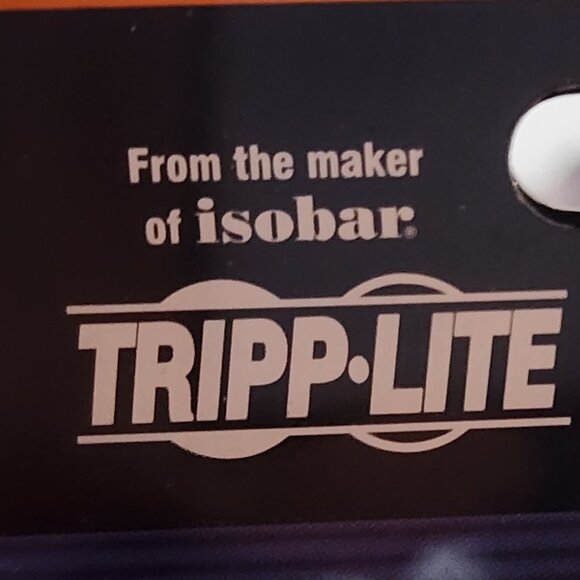 From the maker
of isobar®
TRIPP·LITE